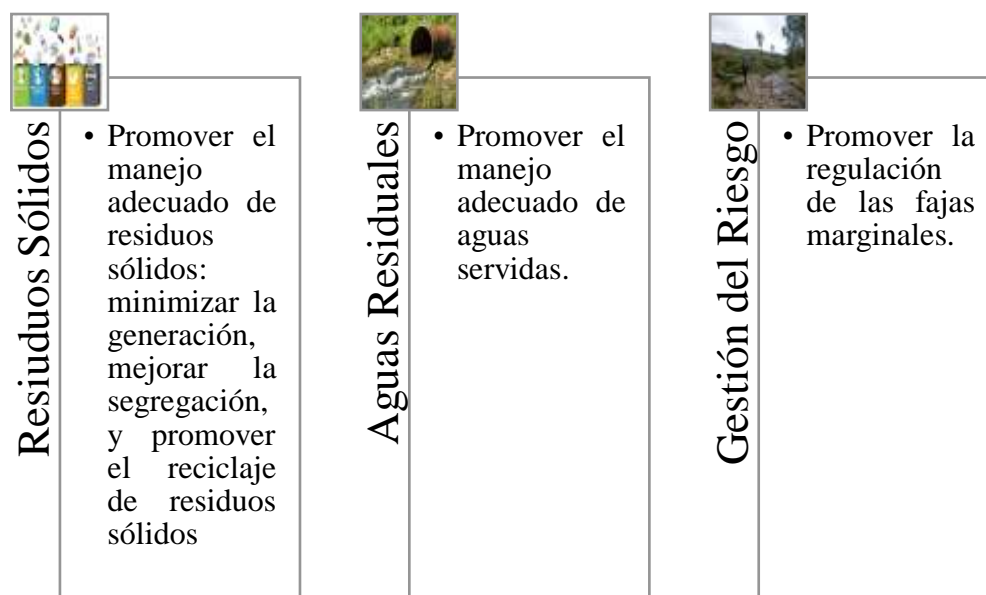 Resiuduos Sólidos
• Promover el
manejo
adecuado de
residuos
sólidos:
minimizar la
generación,
mejorar la
segregación,
y promover
el reciclaje
de residuos
sólidos
Aguas Residuales
• Promover el
manejo
adecuado de
aguas
servidas.
Gestión del Riesgo
• Promover la
regulación
de las fajas
marginales.